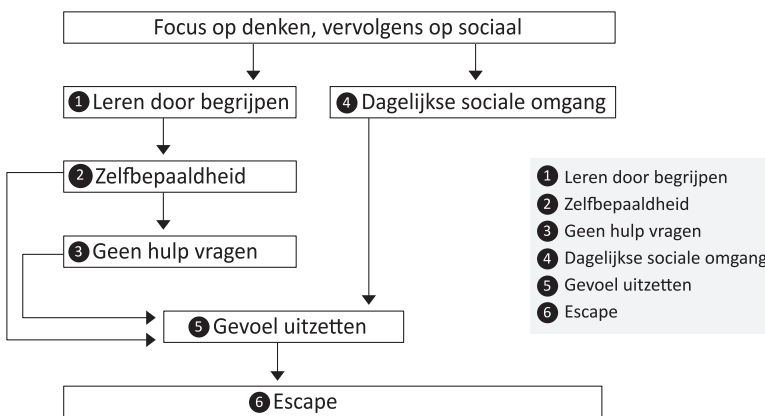 Focus op denken, vervolgens op sociaal
1 Leren door begrijpen
4 Dagelijkse sociale omgang
2 Zelfbepaaldheid
3 Geen hulp vragen
5 Gevoel uitzetten
6 Escape
1 Leren door begrijpen
2 Zelfbepaaldheid
3 Geen hulp vragen
4 Dagelijkse sociale omgang
5 Gevoel uitzetten
6 Escape